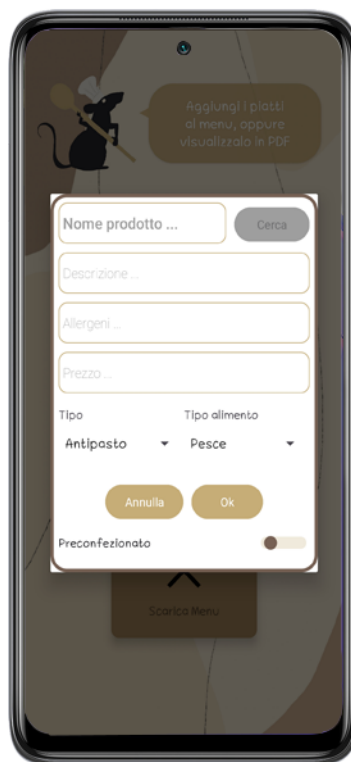 Aggiungi i piatti
al menu, oppure
visualizzalo in PDF
Nome prodotto ...
Cerca
Descrizione ...
Allergeni ...
Prezzo ...
Tipo
Tipo alimento
Antipasto
Pesce
Annulla
Ok
Preconfezionato
Scarica Menu